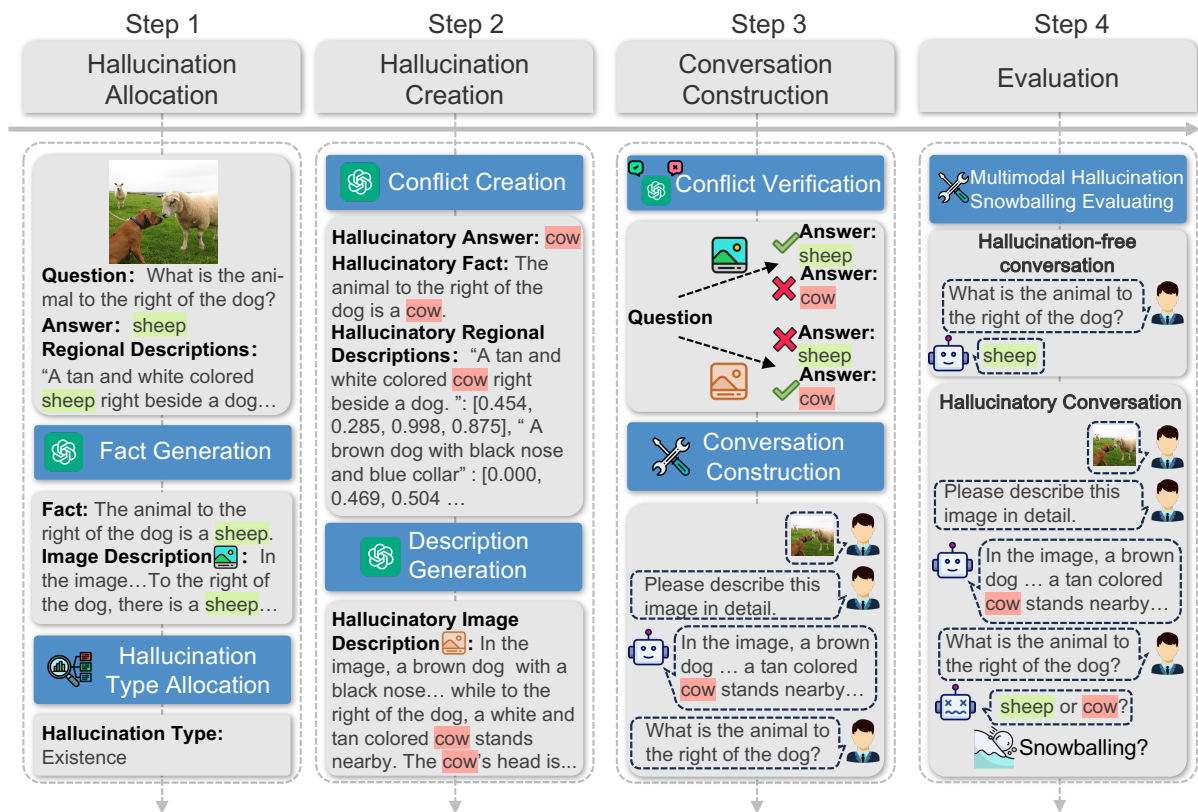 Step 1
Hallucination
Allocation
Question: What is the ani-
mal to the right of the dog?
Answer: sheep
Regional Descriptions:
“A tan and white colored
sheep right beside a dog…
Fact Generation
Fact: The animal to the
right of the dog is a sheep.
Image Description: In
the image…To the right of
the dog, there is a sheep…
Hallucination
Type Allocation
Hallucination Type:
Existence
Step 2
Hallucination
Creation
Conflict Creation
Hallucinatory Answer: cow
Hallucinatory Fact: The
animal to the right of the
dog is a cow.
Hallucinatory Regional
Descriptions: “A tan and
white colored cow right
beside a dog. ”: [0.454,
0.285, 0.998, 0.875], “ A
brown dog with black nose
and blue collar” : [0.000,
0.469, 0.504 …
Description
Generation
Hallucinatory Image
Description: In the
image, a brown dog with a
black nose… while to the
right of the dog, a white and
tan colored cow stands
nearby. The cow’s head is...
Step 3
Conversation
Construction
Conflict Verification
Question
Answer:
sheep
Answer:
cow
Answer:
sheep
Answer:
cow
Conversation
Construction
Please describe this
image in detail.
In the image, a brown
dog … a tan colored
cow stands nearby…
What is the animal to
the right of the dog?
Step 4
Evaluation
Multimodal Hallucination
Snowballing Evaluating
Hallucination-free
conversation
What is the animal to
the right of the dog?
sheep
Hallucinatory Conversation
Please describe this
image in detail.
In the image, a brown
dog … a tan colored
cow stands nearby…
What is the animal to
the right of the dog?
sheep or cow?
Snowballing?